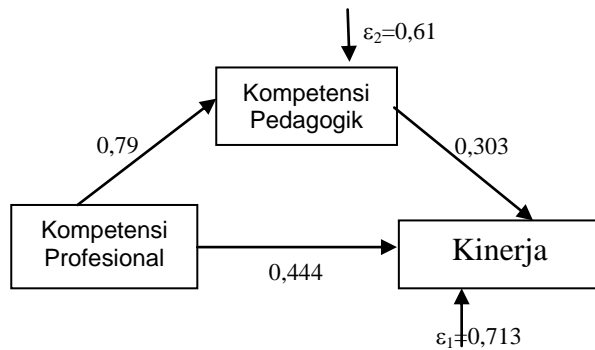 ε₂=0,61
Kompetensi
Pedagogik
0,79
0,303
Kompetensi
Profesional
Kinerja
0,444
ε₁=0,713